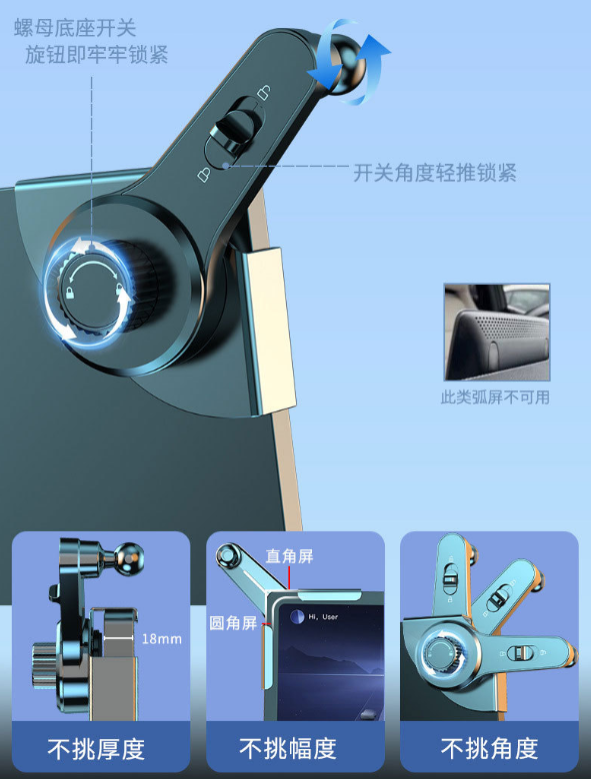 螺母底座开关
旋钮即牢牢锁紧
开关角度轻推锁紧
此类弧屏不可用
18mm
直角屏
圆角屏
Hi, User
不挑厚度
不挑幅度
不挑角度